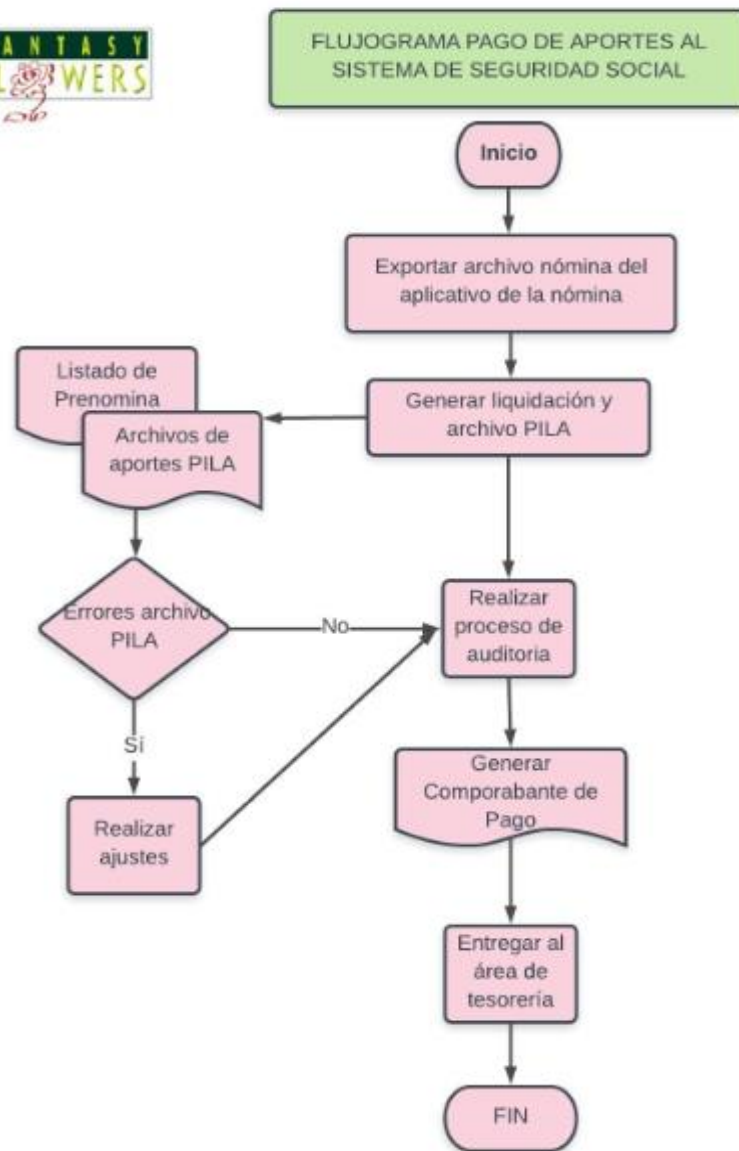 ANTASY
L WERS
FLUJOGRAMA PAGO DE APORTES AL
SISTEMA DE SEGURIDAD SOCIAL
Inicio
Exportar archivo nómina del
aplicativo de la nómina
Generar liquidación y
archivo PILA
Listado de
Prenomina
Archivos de
aportes PILA
Errores archivo
PILA
No
Sí
Realizar
ajustes
Realizar
proceso de
auditoria
Generar
Comporabante de
Pago
Entregar al
área de
tesorería
FIN